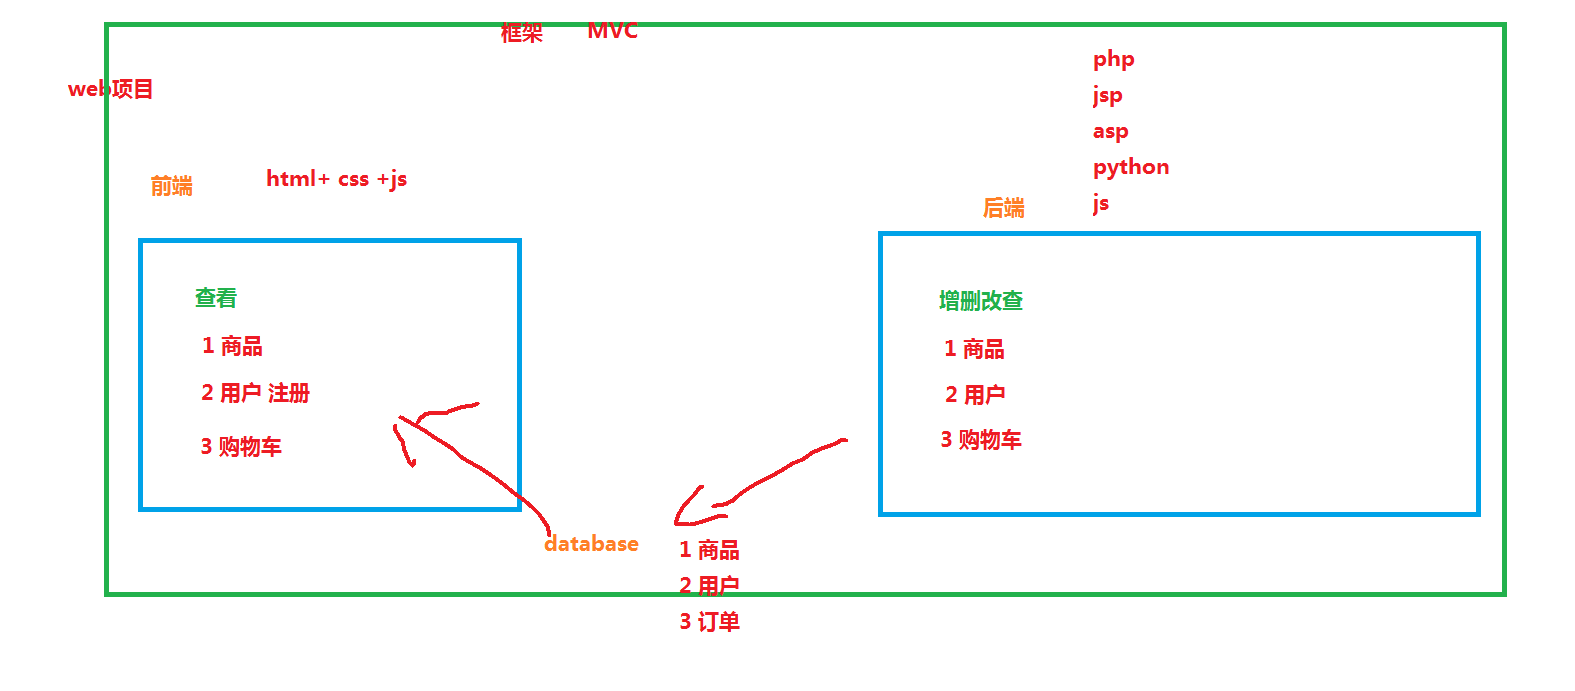 框架 MVC
web项目
php
jsp
asp
python
js
前端 html+ css +js
后端
查看
1 商品
2 用户 注册
3 购物车
增删改查
1 商品
2 用户
3 购物车
database
1 商品
2 用户
3 订单